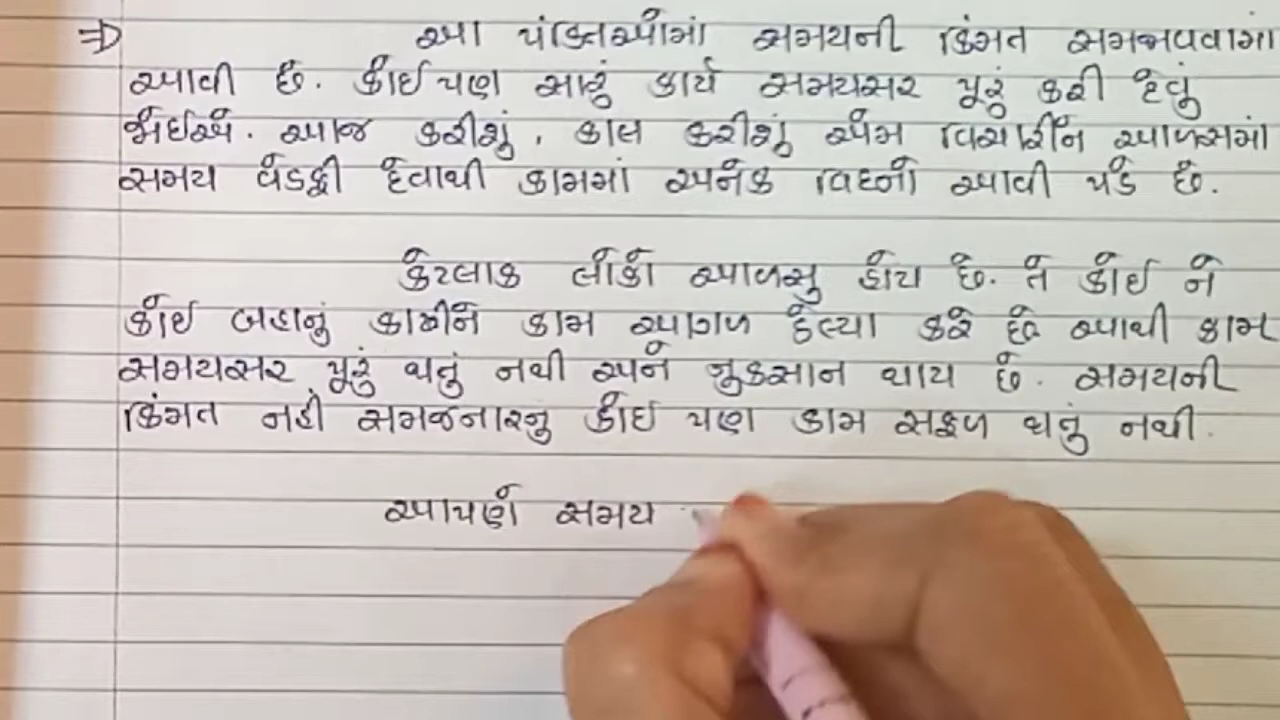 ⇒ આ પંક્તિઓમાં સમયની કિંમત સમજાવવામાં
આવી છે. કોઈ પણ સારું કાર્ય સમયસર પૂરું કરી દેવું
જોઈએ. આજ કરીશું, કાલ કરીશું એમ વિચારીને આળસમાં
સમય વેડફી દેવાથી કામમાં અનેક વિઘ્નો આવી પડે છે.
કેટલાક લોકો આળસુ હોય છે. તે કોઈ ને
કોઈ બહાનું કાઢીને કામ આગળ ઠેલ્યા કરે છે આથી કામ
સમયસર પૂરું થતું નથી અને નુકસાન થાય છે. સમયની
કિંમત નહી સમજનારનુ કોઈ પણ કામ સફળ થતું નથી.
આપણે સમય